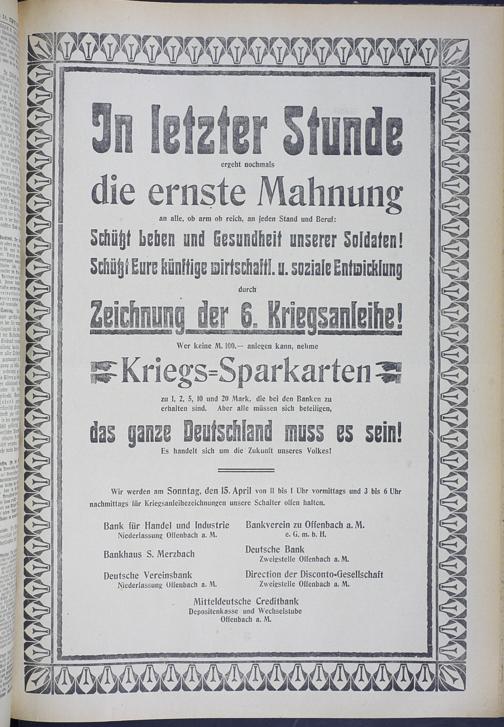 In letzter Stunde
ergeht nochmals
die ernste Mahnung
an alle, ob arm ob reich, an jeden Stand und Beruf:
Schützt Leben und Gesundheit unserer Soldaten!
Schützt Eure künftige wirtschaftl. u. soziale Entwicklung
durch
Zeichnung der 6. Kriegsanleihe!
Wer keine M. 100.— anlegen kann, nehme
Kriegs=Sparkarten
zu 1, 2, 5, 10 und 20 Mark, die bei den Banken zu
erhalten sind. Aber alle müssen sich beteiligen,
das ganze Deutschland muss es sein!
Es handelt sich um die Zukunft unseres Volkes!
Wir werden am Sonntag, den 15. April von 11 bis 1 Uhr vormittags und 3 bis 6 Uhr
nachmittags für Kriegsanleihezeichnungen unsere Schalter offen halten.
Bank für Handel und Industrie
Niederlassung Offenbach a. M.
Bankverein zu Offenbach a. M.
e. G. m. b. H.
Bankhaus S. Merzbach
Deutsche Bank
Zweigstelle Offenbach a. M.
Deutsche Vereinsbank
Niederlassung Offenbach a. M.
Direction der Disconto-Gesellschaft
Zweigstelle Offenbach a. M.
Mitteldeutsche Creditbank
Depositenkasse und Wechselstube
Offenbach a. M.